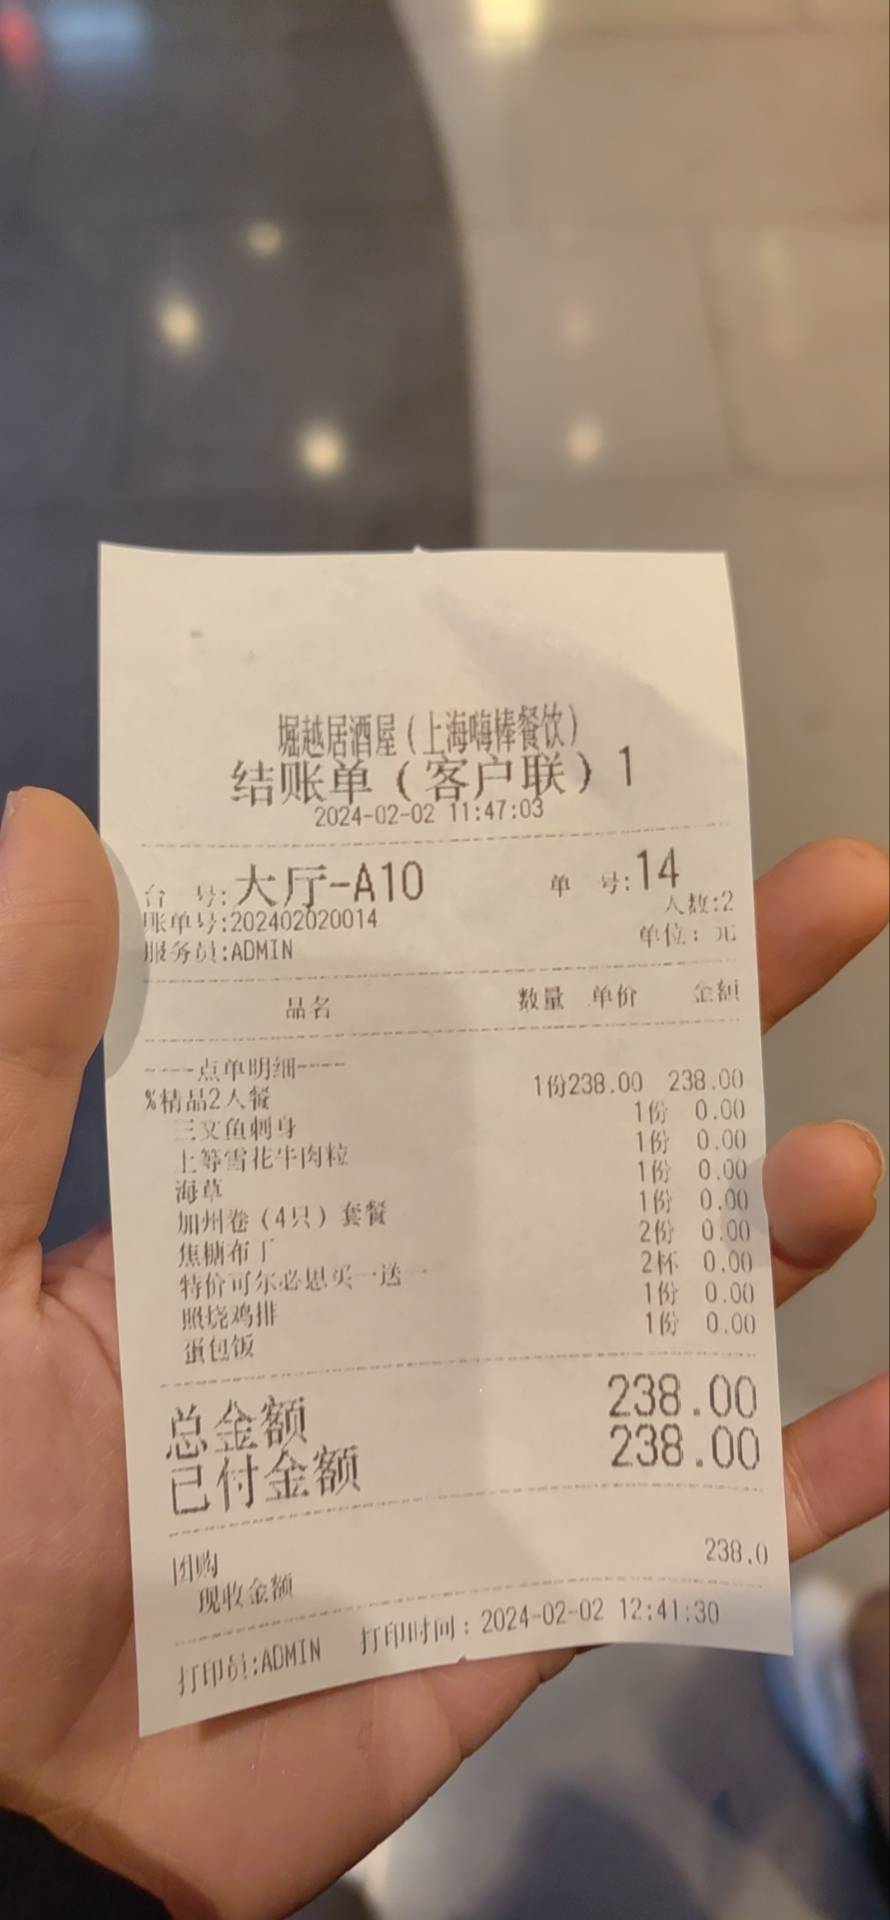 堀越居酒屋(上海嗨棒餐饮)
结账单(客户联)1
2024-02-02 11:47:03
台 号:大厅-A10 单 号:14
人数:2
账单号:202402020014
单位:元
服务员:ADMIN
品名 数量 单价 金额
----点单明细----
%精品2人餐 1份238.00 238.00
三文鱼刺身 1份 0.00
上等雪花牛肉粒 1份 0.00
海草 1份 0.00
加州卷(4只)套餐 1份 0.00
焦糖布丁 2份 0.00
特价可尔必思买一送一 2杯 0.00
照烧鸡排 1份 0.00
蛋包饭 1份 0.00
总金额 238.00
已付金额 238.00
团购 238.0
现收金额
打印员:ADMIN 打印时间:2024-02-02 12:41:30